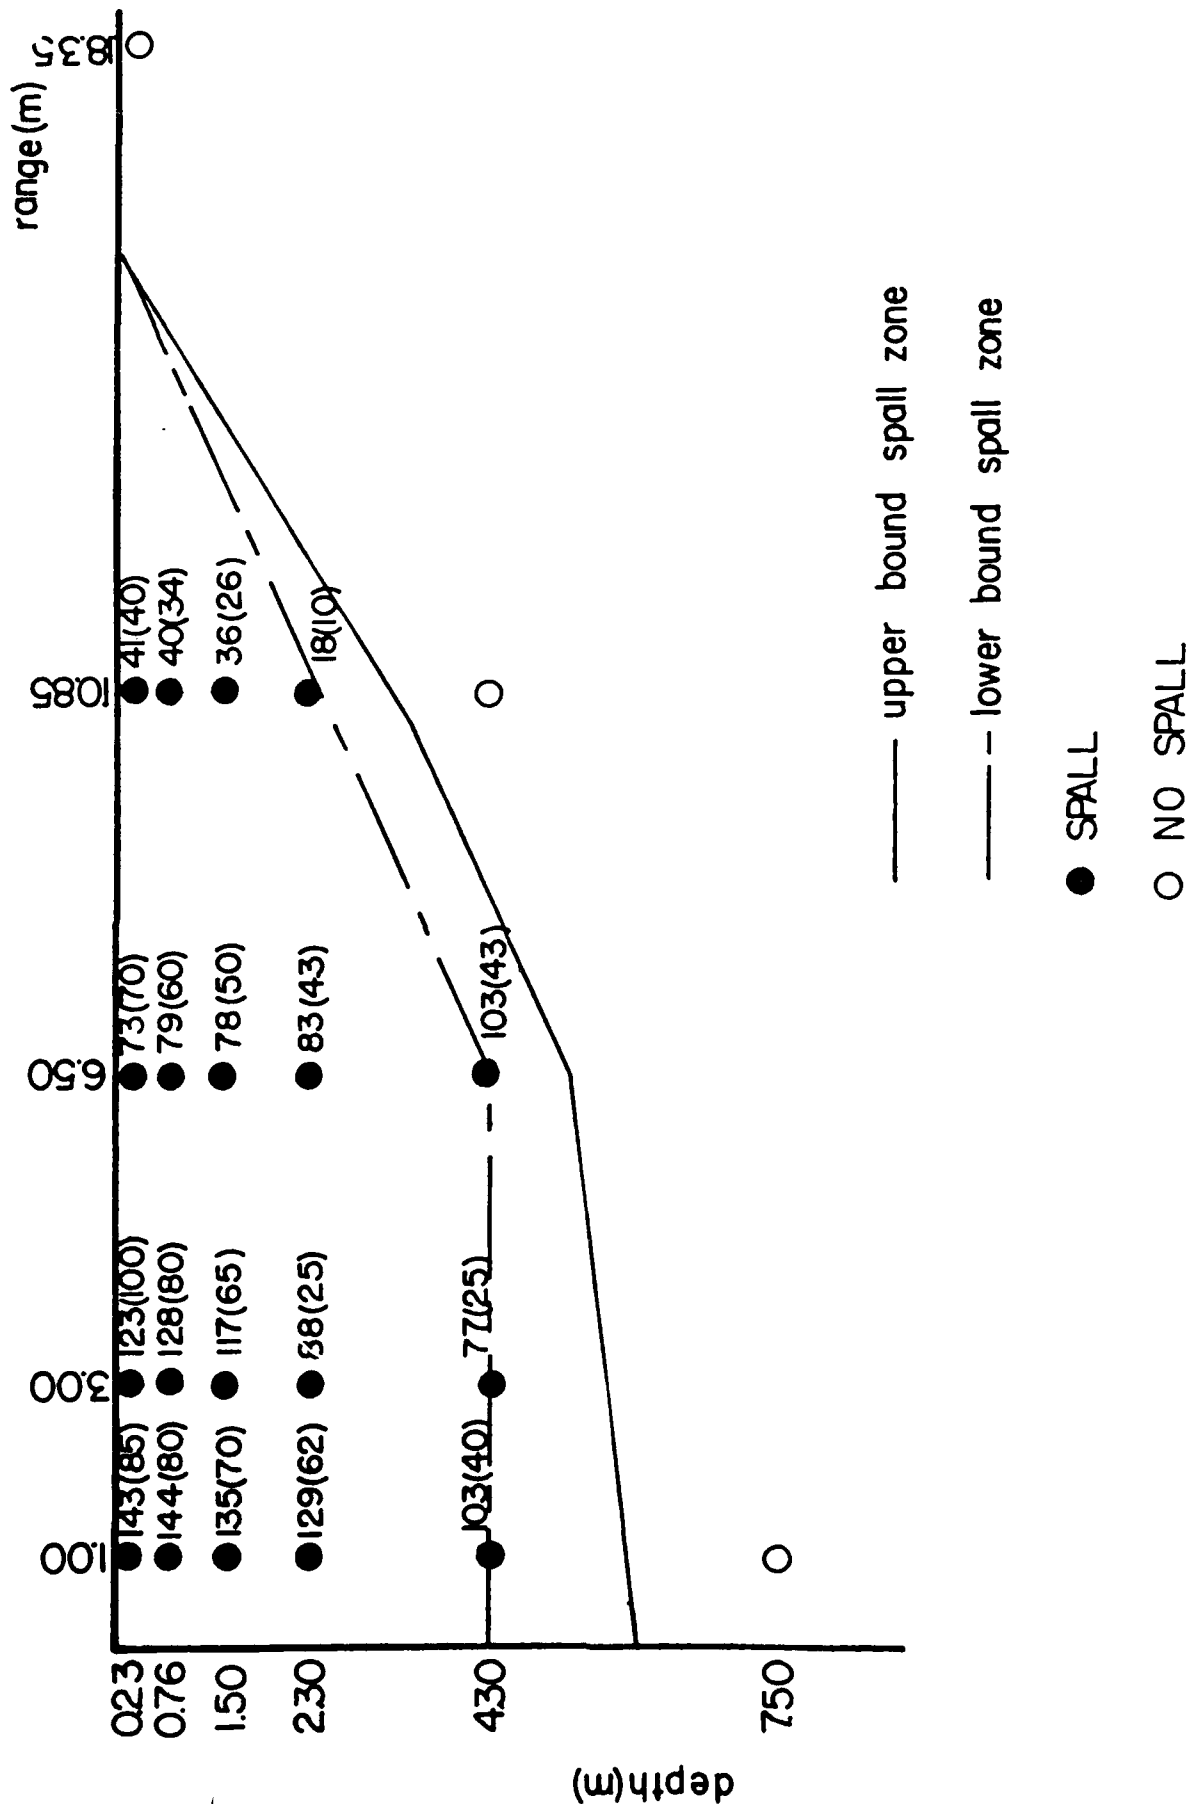 range(m)
1.00 3.00 6.50 10.85 18.35
0.23 143(85) 123(100) 73(70) 41(40)
0.76 144(80) 128(80) 79(60) 40(34)
1.50 135(70) 117(65) 78(50) 36(26)
2.30 129(62) (25) 83(43) 18(10)
4.30 103(40) 77(25) 103(43)
7.50
depth(m)
upper bound spall zone
lower bound spall zone
SPALL
NO SPALL